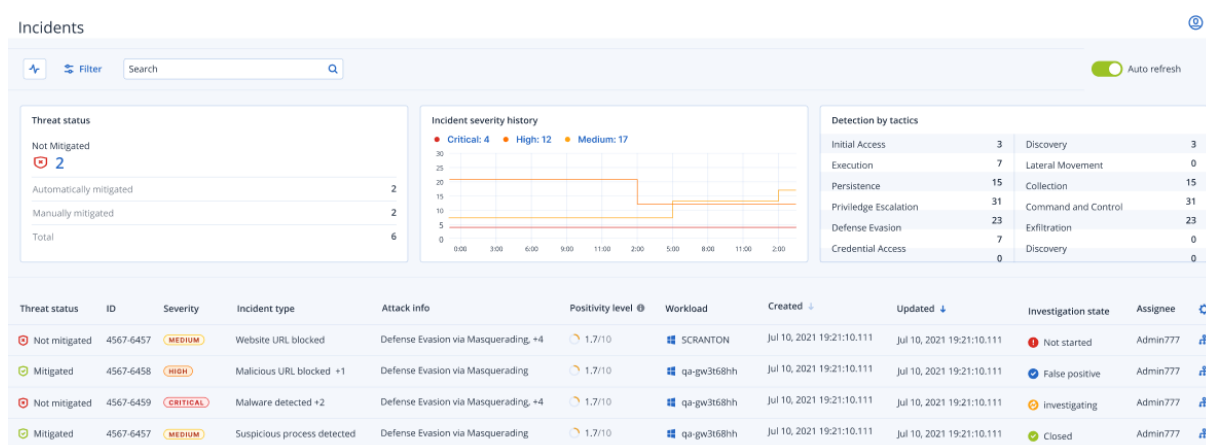 Incidents
Filter
Search
Auto refresh
Threat status
Not Mitigated
2
Automatically mitigated 2
Manually mitigated 2
Total 6
Incident severity history
Critical: 4 High: 12 Medium: 17
30
25
20
15
10
5
0
0:00 3:00 6:00 9:00 11:00 2:00 5:00 8:00 11:00 2:00
Detection by tactics
Initial Access 3 Discovery 3
Execution 7 Lateral Movement 0
Persistence 15 Collection 15
Priviledge Escalation 31 Command and Control 31
Defense Evasion 23 Exfiltration 23
Credential Access 7 Discovery 0
0 0
Threat status ID Severity Incident type Attack info Positivity level Workload Created Updated Investigation state Assignee
Not mitigated 4567-6457 MEDIUM Website URL blocked Defense Evasion via Masquerading, +4 1.7/10 SCRANTON Jul 10, 2021 19:21:10.111 Jul 10, 2021 19:21:10.111 Not started Admin777
Mitigated 4567-6458 HIGH Malicious URL blocked +1 Defense Evasion via Masquerading 1.7/10 qa-gw3t68hh Jul 10, 2021 19:21:10.111 Jul 10, 2021 19:21:10.111 False positive Admin777
Not mitigated 4567-6459 CRITICAL Malware detected +2 Defense Evasion via Masquerading, +4 1.7/10 qa-gw3t68hh Jul 10, 2021 19:21:10.111 Jul 10, 2021 19:21:10.111 investigating Admin777
Mitigated 4567-6457 MEDIUM Suspicious process detected Defense Evasion via Masquerading 1.7/10 qa-gw3t68hh Jul 10, 2021 19:21:10.111 Jul 10, 2021 19:21:10.111 Closed Admin777